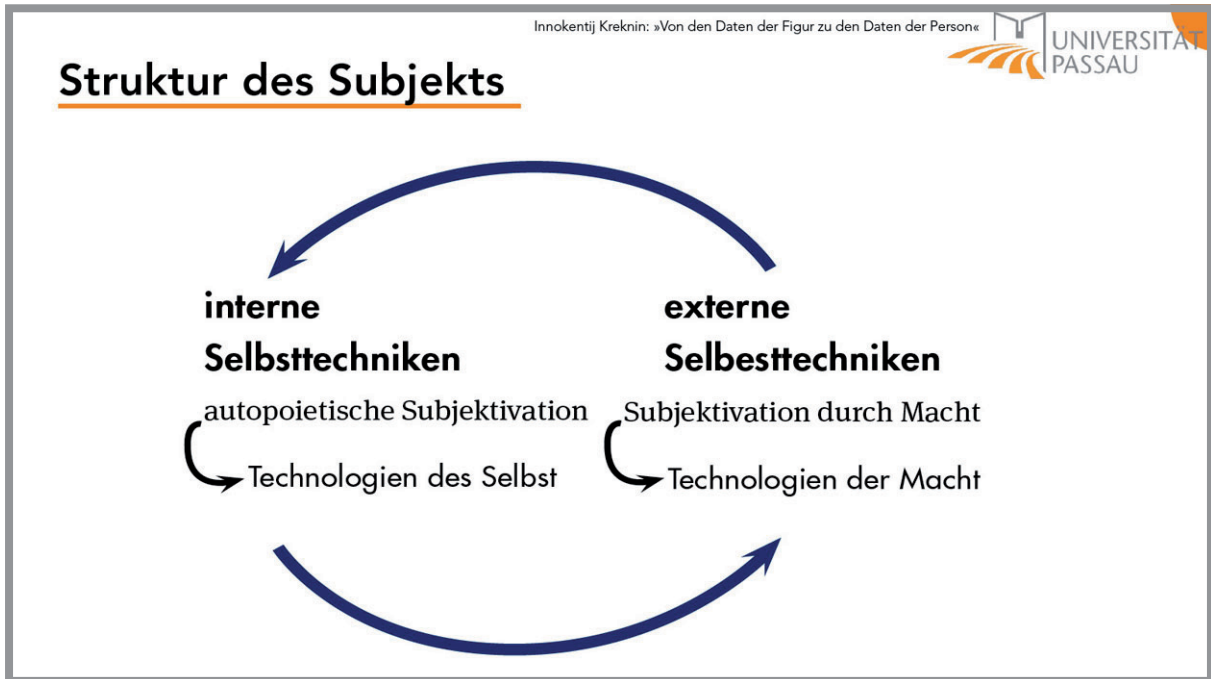 Innokentij Kreknin: »Von den Daten der Figur zu den Daten der Person«
UNIVERSITÄT
PASSAU
Struktur des Subjekts
interne
Selbsttechniken
autopoietische Subjektivation
Technologien des Selbst
externe
Selbesttechniken
Subjektivation durch Macht
Technologien der Macht